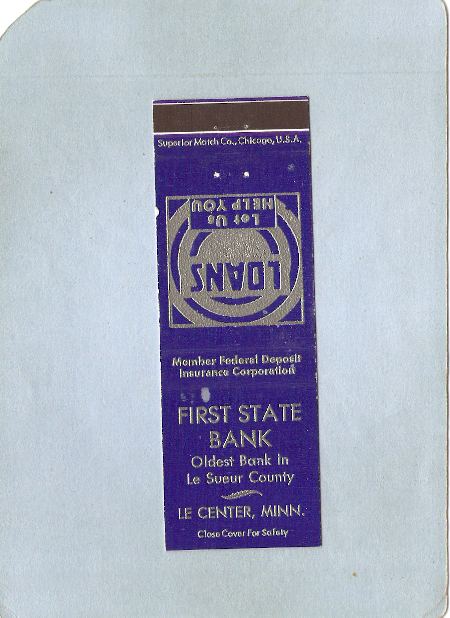 Superior Match Co., Chicago, U.S.A.
Let Us
HELP YOU
LOANS
Member Federal Deposit
Insurance Corporation
FIRST STATE
BANK
Oldest Bank in
Le Sueur County
LE CENTER, MINN.
Close Cover For Safety